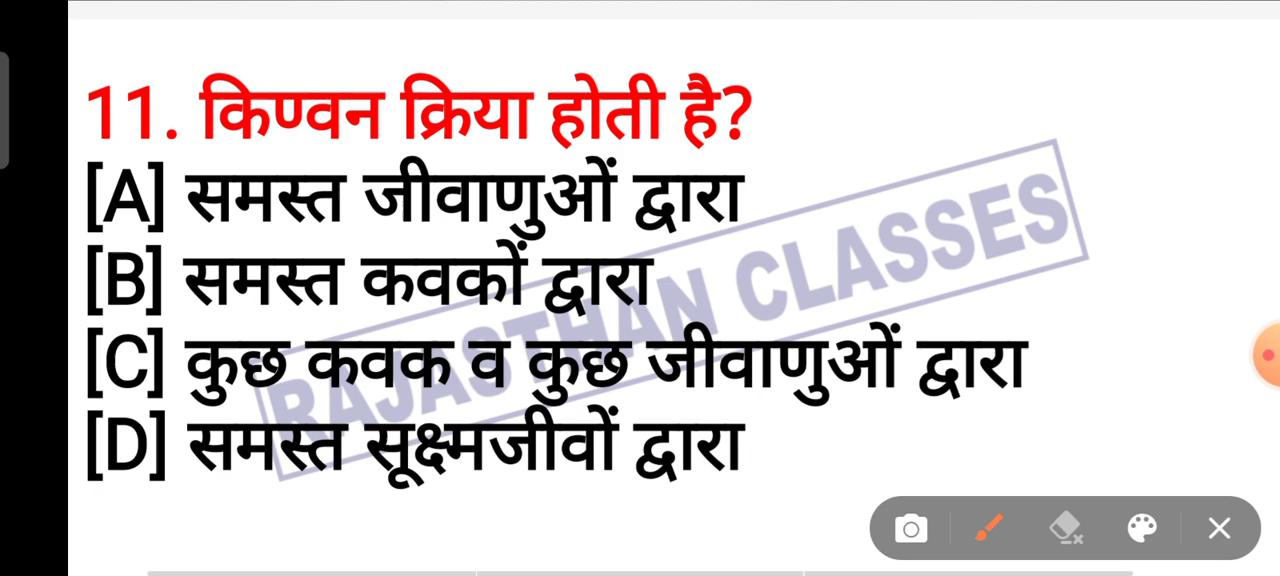 11. किण्वन क्रिया होती है?
[A] समस्त जीवाणुओं द्वारा
[B] समस्त कवकों द्वारा
[C] कुछ कवक व कुछ जीवाणुओं द्वारा
[D] समस्त सूक्ष्मजीवों द्वारा
RAJASTHAN CLASSES